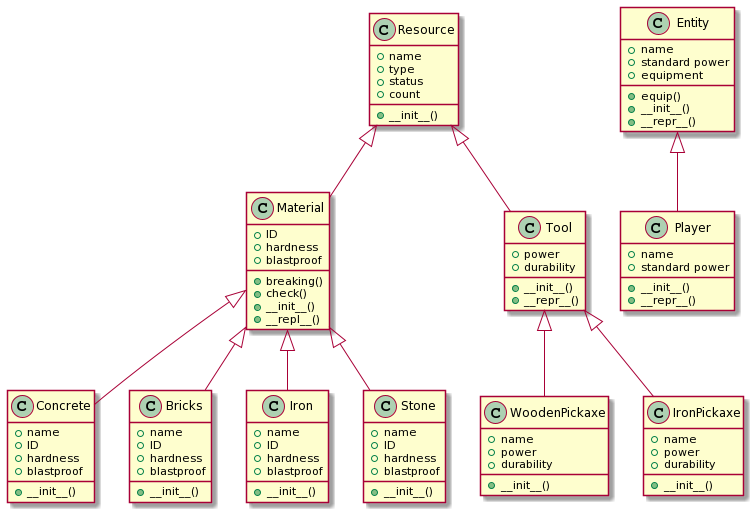 C Resource
name
type
status
count
__init__()
C Entity
name
standard power
equipment
equip()
__init__()
__repr__()
C Material
ID
hardness
blastproof
breaking()
check()
__init__()
__repl__()
C Tool
power
durability
__init__()
__repr__()
C Player
name
standard power
__init__()
__repr__()
C Concrete
name
ID
hardness
blastproof
__init__()
C Bricks
name
ID
hardness
blastproof
__init__()
C Iron
name
ID
hardness
blastproof
__init__()
C Stone
name
ID
hardness
blastproof
__init__()
C WoodenPickaxe
name
power
durability
__init__()
C IronPickaxe
name
power
durability
__init__()